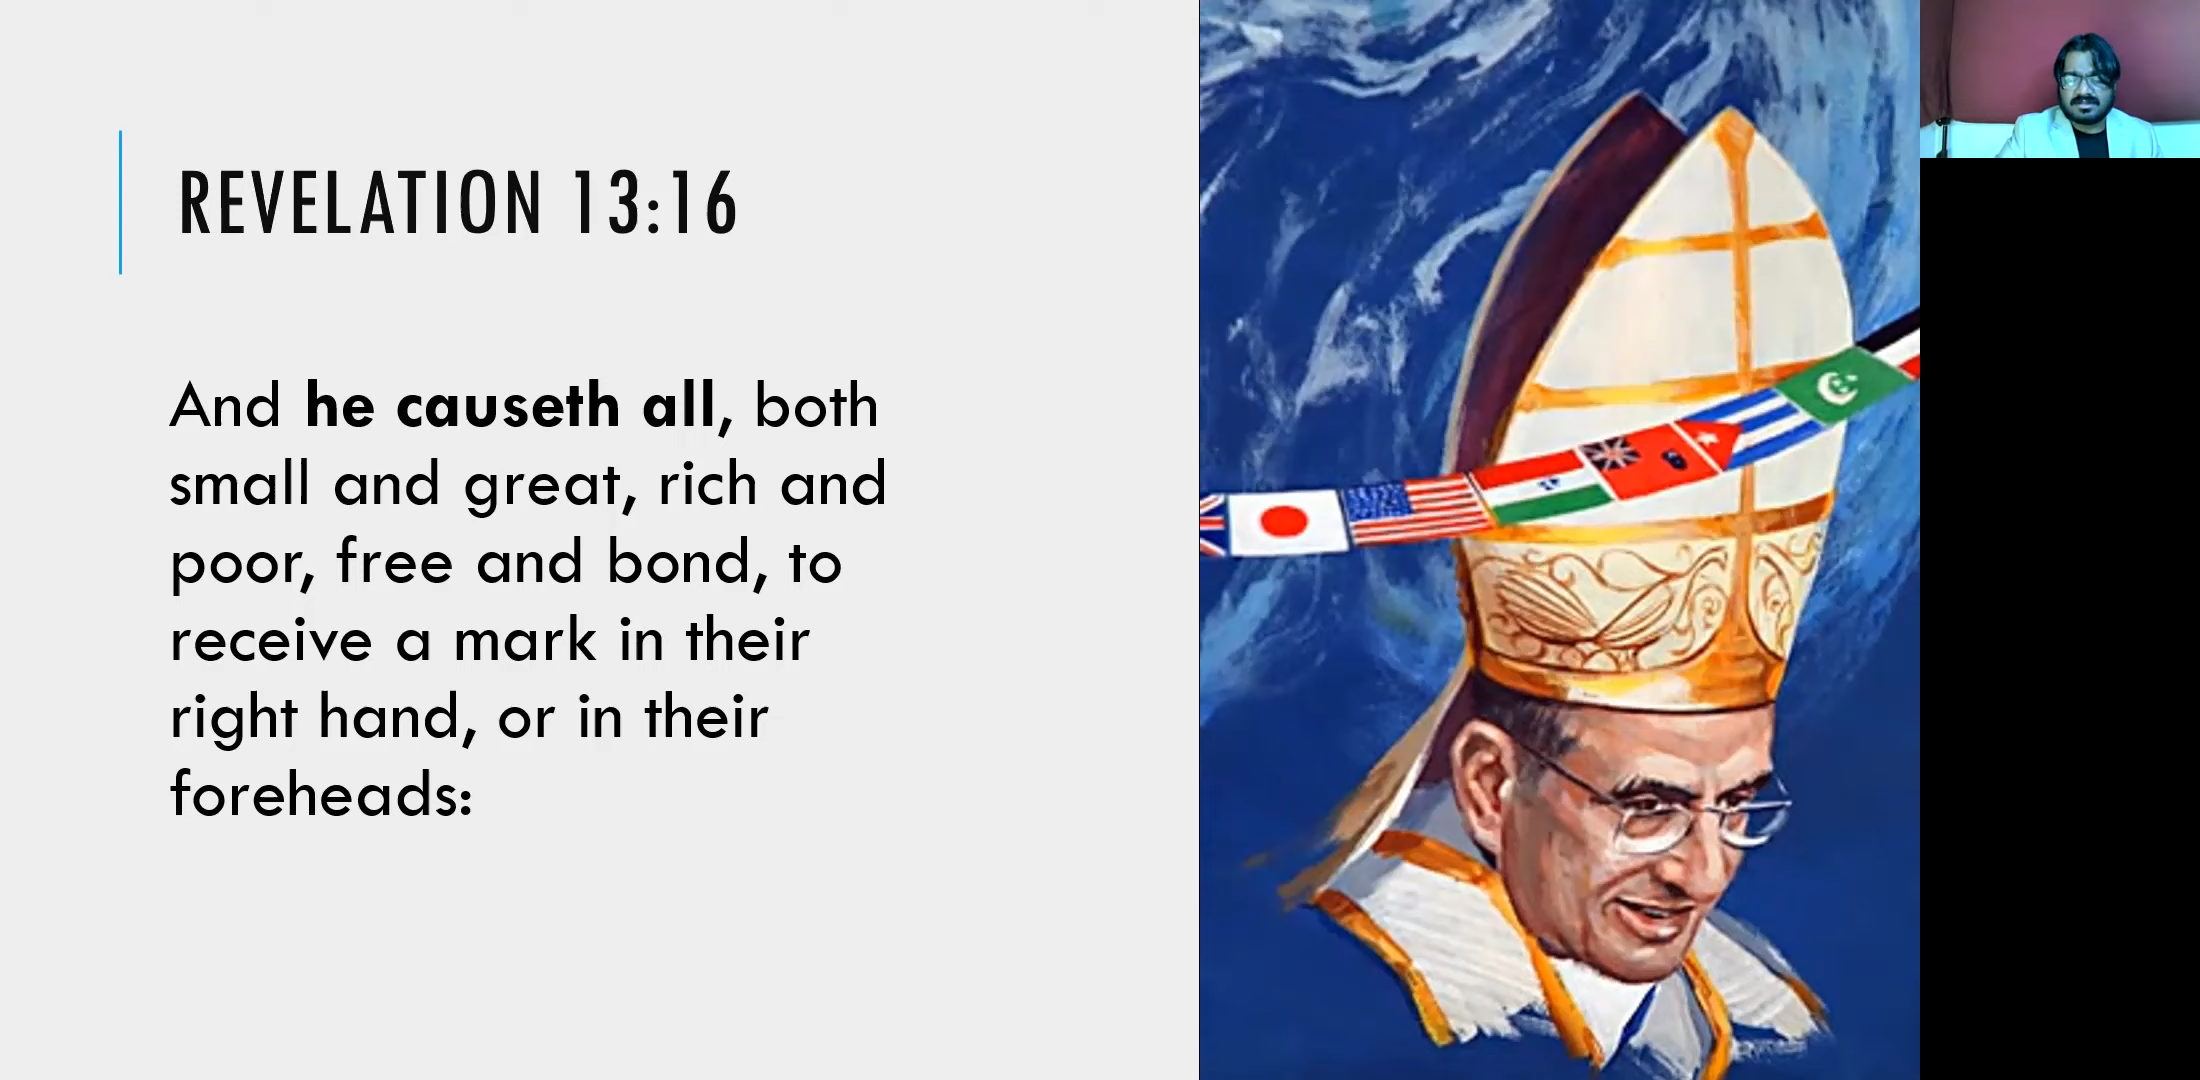 REVELATION 13:16
And he causeth all, both
small and great, rich and
poor, free and bond, to
receive a mark in their
right hand, or in their
foreheads: